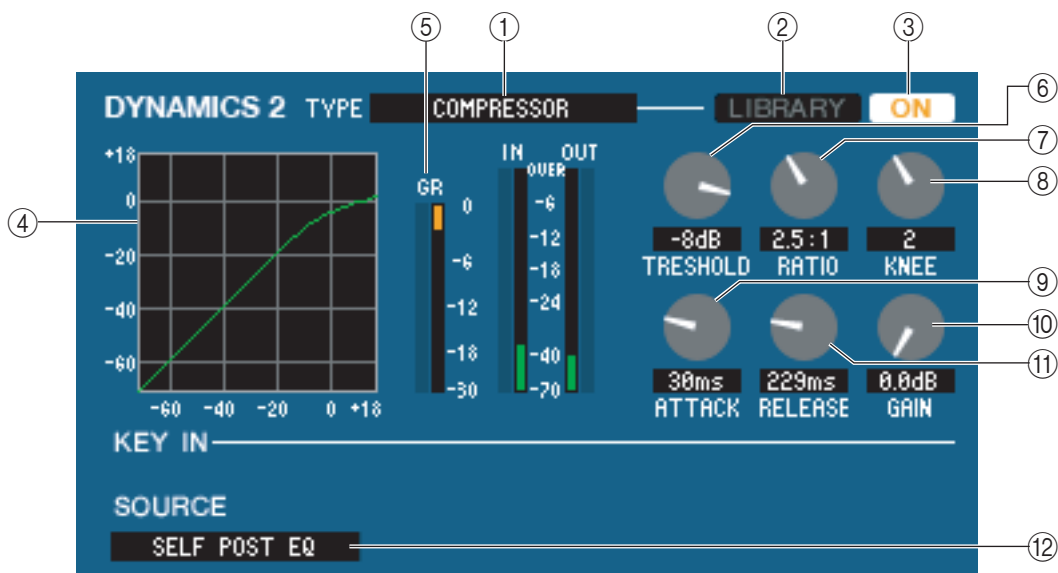 ⑤ ① ② ③
DYNAMICS 2 TYPE COMPRESSOR LIBRARY ON
⑥
⑦
⑧
④
+18
0
-20
-40
-60
-60 -40 -20 0 +18
GR
0
-6
-12
-18
-30
IN OUT
OVER
-6
-12
-18
-24
-40
-70
-8dB 2.5:1 2
TRESHOLD RATIO KNEE
⑨
⑩
⑪
30ms 229ms 0.0dB
ATTACK RELEASE GAIN
KEY IN
SOURCE
SELF POST EQ
⑫